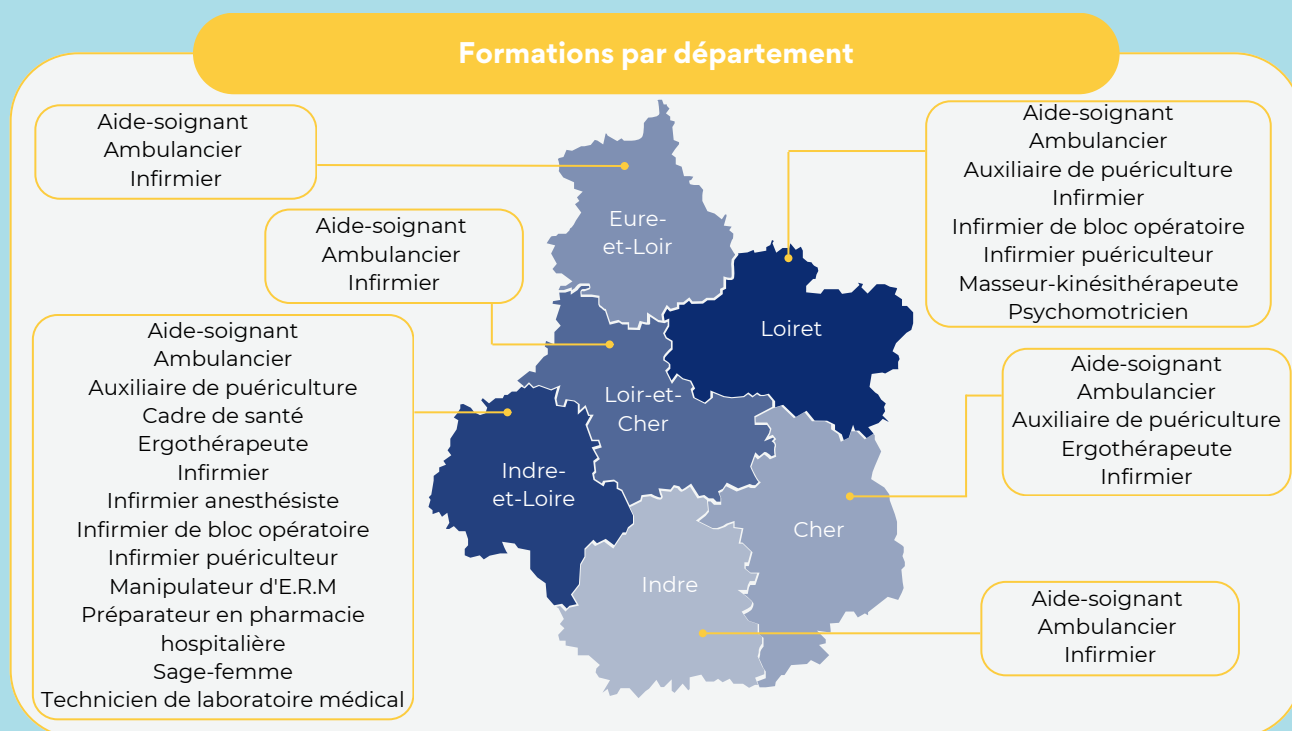 Formations par département
Aide-soignant
Ambulancier
Infirmier
Aide-soignant
Ambulancier
Infirmier
Aide-soignant
Ambulancier
Auxiliaire de puériculture
Cadre de santé
Ergothérapeute
Infirmier
Infirmier anesthésiste
Infirmier de bloc opératoire
Infirmier puériculteur
Manipulateur d'E.R.M
Préparateur en pharmacie
hospitalière
Sage-femme
Technicien de laboratoire médical
Eure-
et-Loir
Loiret
Loir-et-
Cher
Indre-
et-Loire
Cher
Indre
Aide-soignant
Ambulancier
Auxiliaire de puériculture
Infirmier
Infirmier de bloc opératoire
Infirmier puériculteur
Masseur-kinésithérapeute
Psychomotricien
Aide-soignant
Ambulancier
Auxiliaire de puériculture
Ergothérapeute
Infirmier
Aide-soignant
Ambulancier
Infirmier